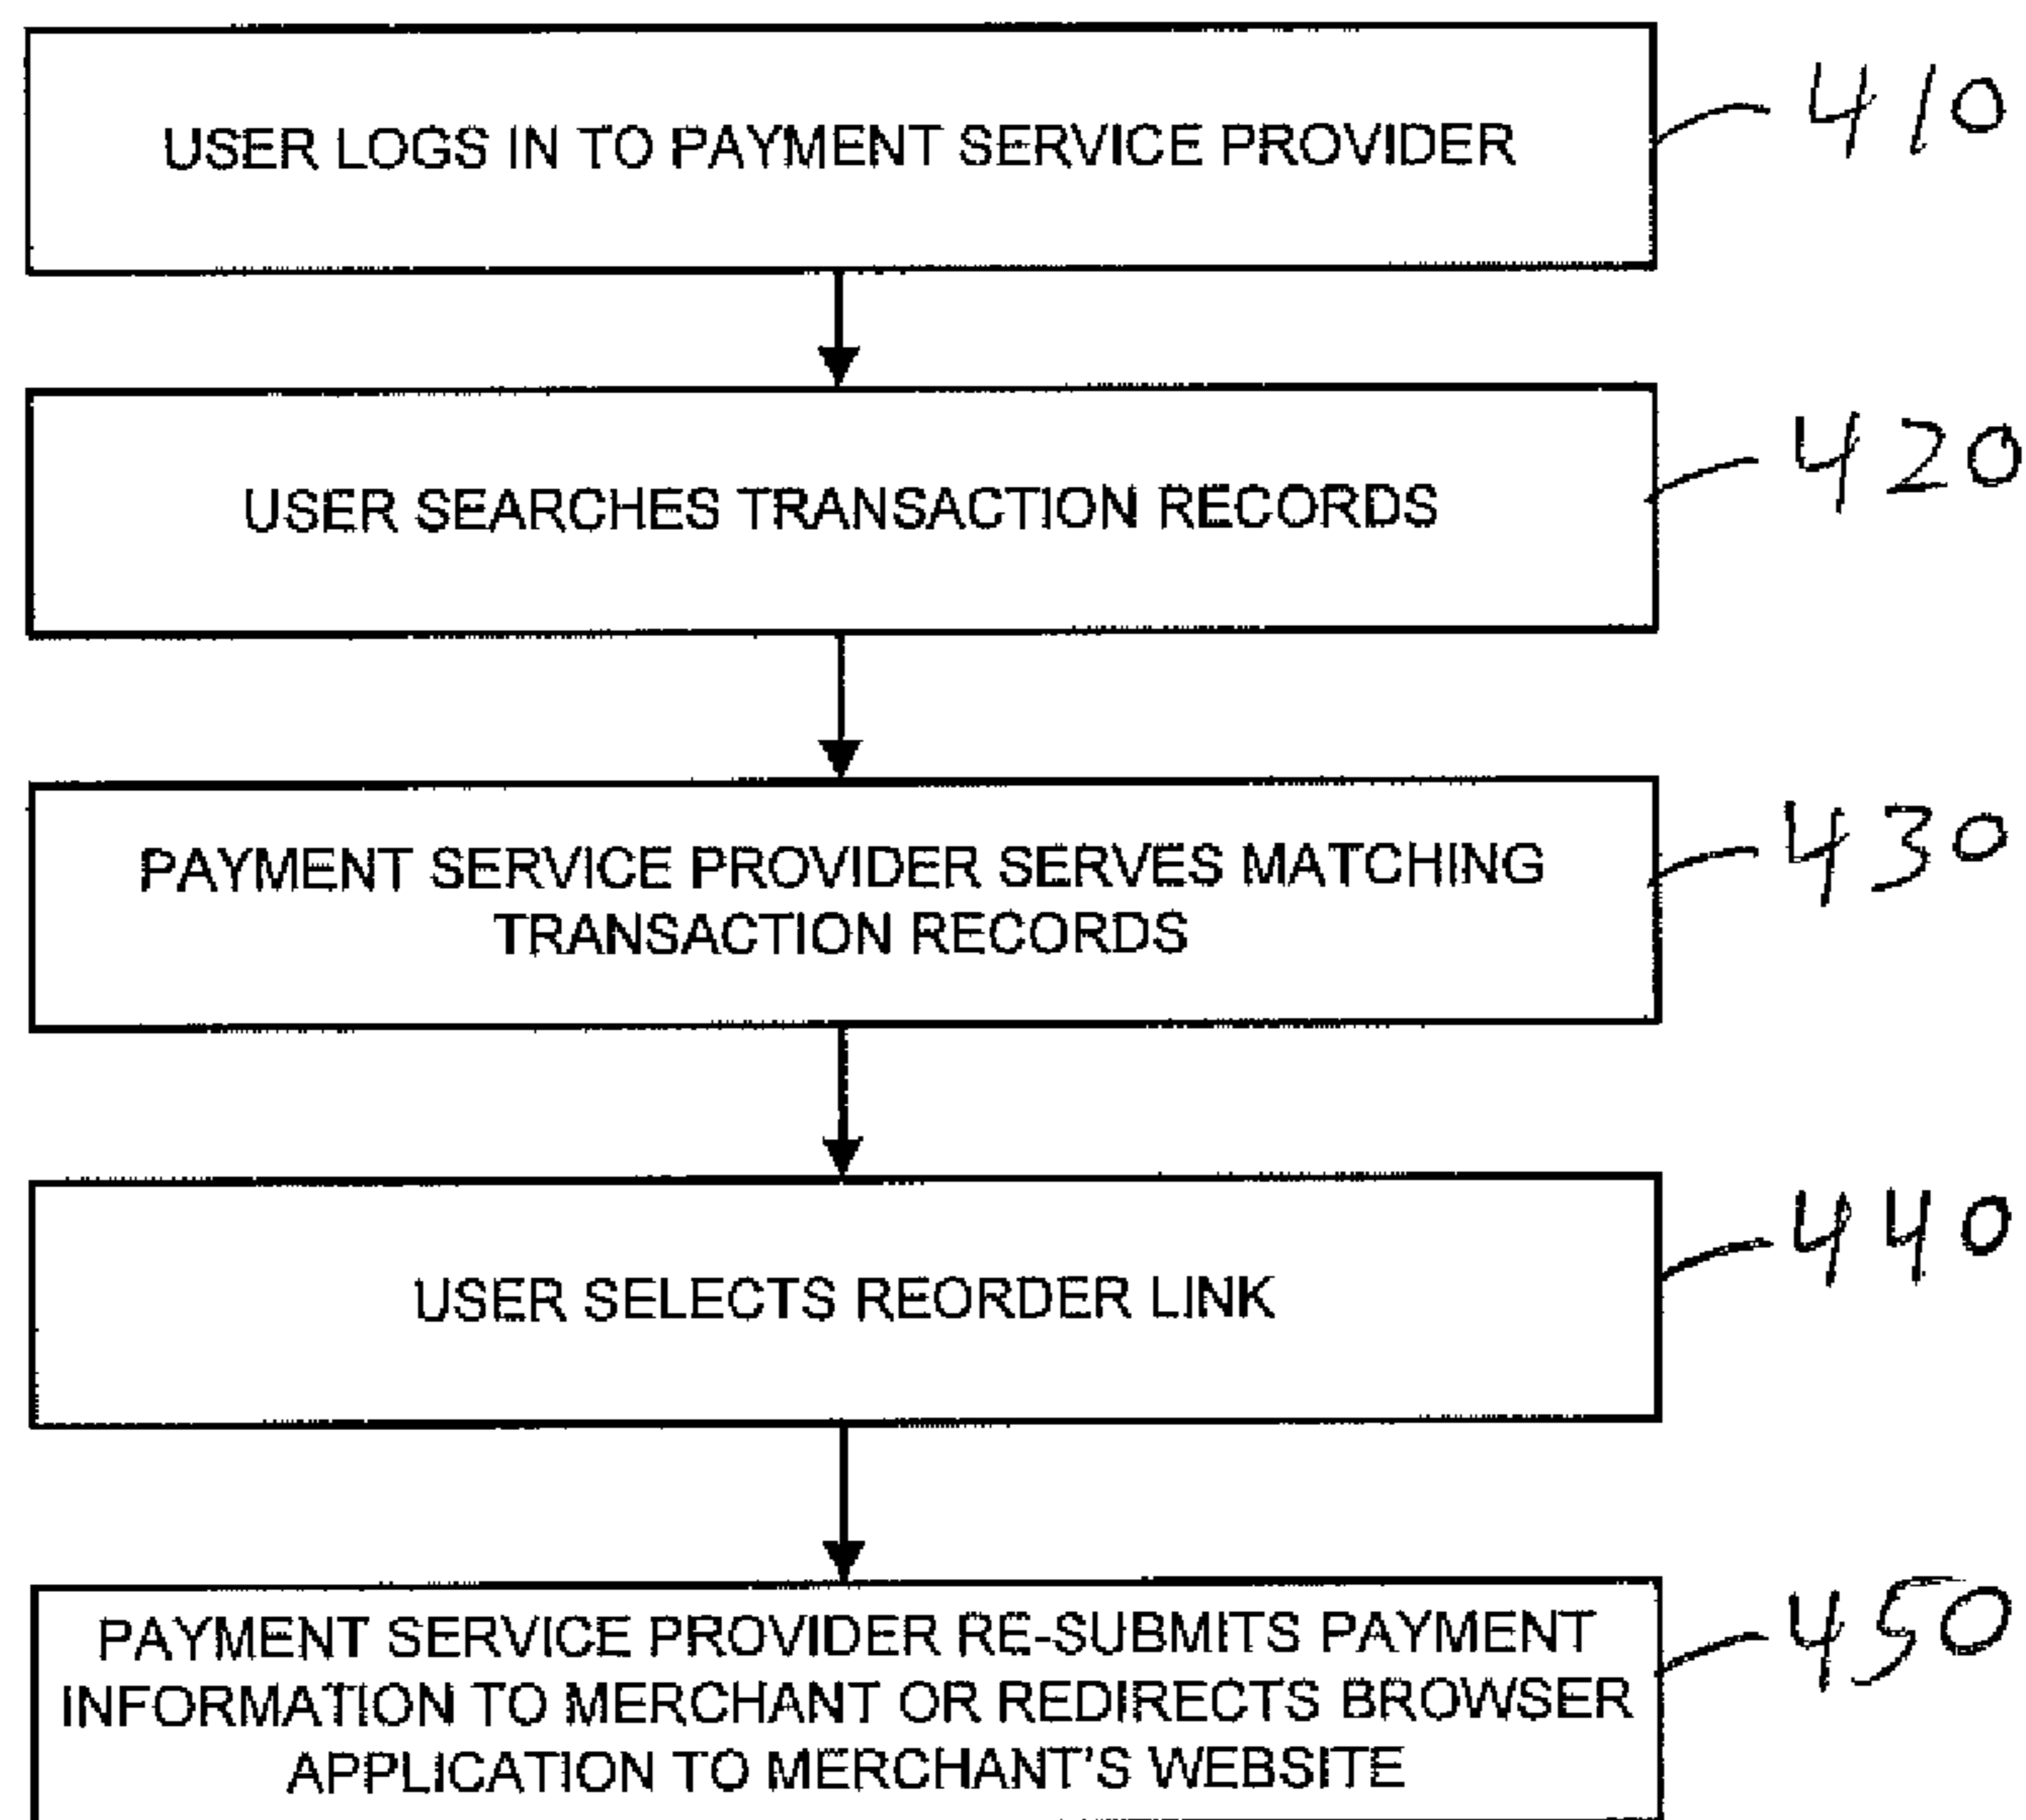 USER LOGS IN TO PAYMENT SERVICE PROVIDER
410
USER SEARCHES TRANSACTION RECORDS
420
PAYMENT SERVICE PROVIDER SERVES MATCHING
TRANSACTION RECORDS
430
USER SELECTS REORDER LINK
440
PAYMENT SERVICE PROVIDER RE-SUBMITS PAYMENT
INFORMATION TO MERCHANT OR REDIRECTS BROWSER
APPLICATION TO MERCHANT'S WEBSITE
450